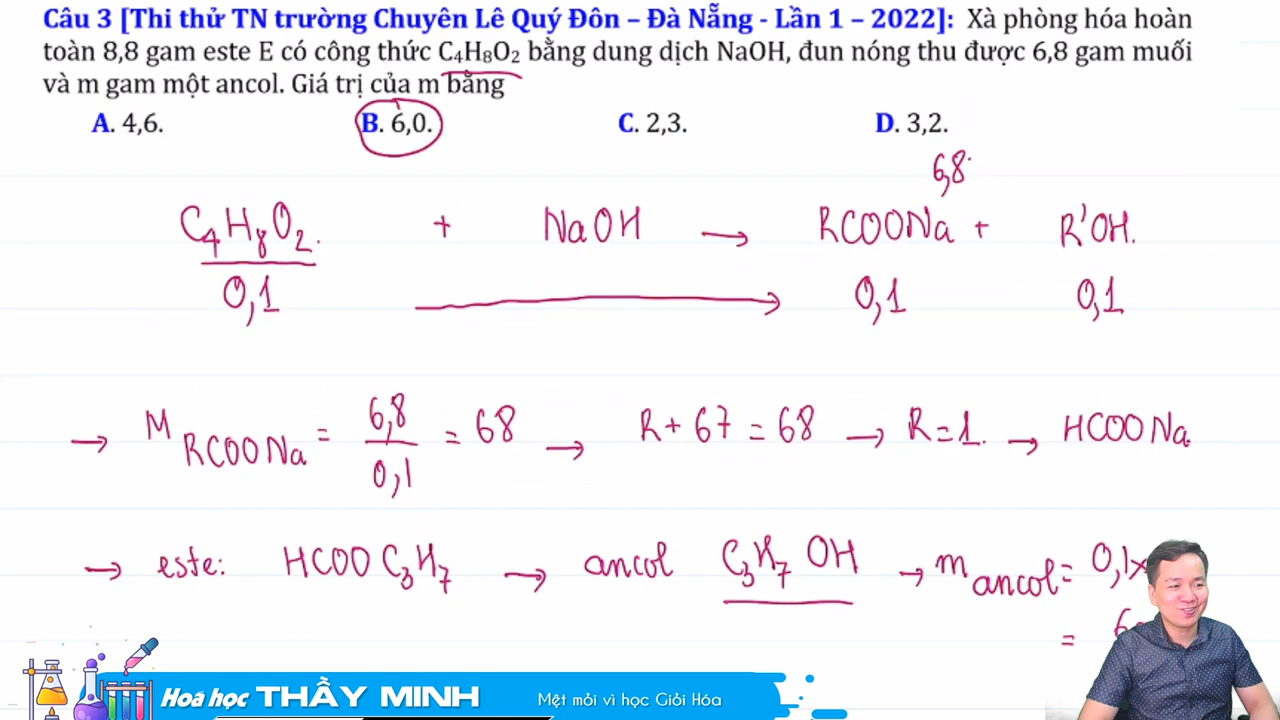 Câu 3 [Thi thử TN trường Chuyên Lê Quý Đôn – Đà Nẵng - Lần 1 – 2022]: Xà phòng hóa hoàn
toàn 8,8 gam este E có công thức C₄H₈O₂ bằng dung dịch NaOH, đun nóng thu được 6,8 gam muối
và m gam một ancol. Giá trị của m bằng
A. 4,6. B. 6,0. C. 2,3. D. 3,2.
6,8
C₄H₈O₂ + NaOH → RCOONa + R'OH.
0,1 → 0,1 0,1
→ M RCOONa = 6,8/0,1 = 68 → R + 67 = 68 → R = 1. → HCOONa
→ este: HCOOC₃H₇ → ancol C₃H₇OH → m ancol = 0,1×
=
Hoá học THẦY MINH Mệt mỏi vì học Giỏi Hóa